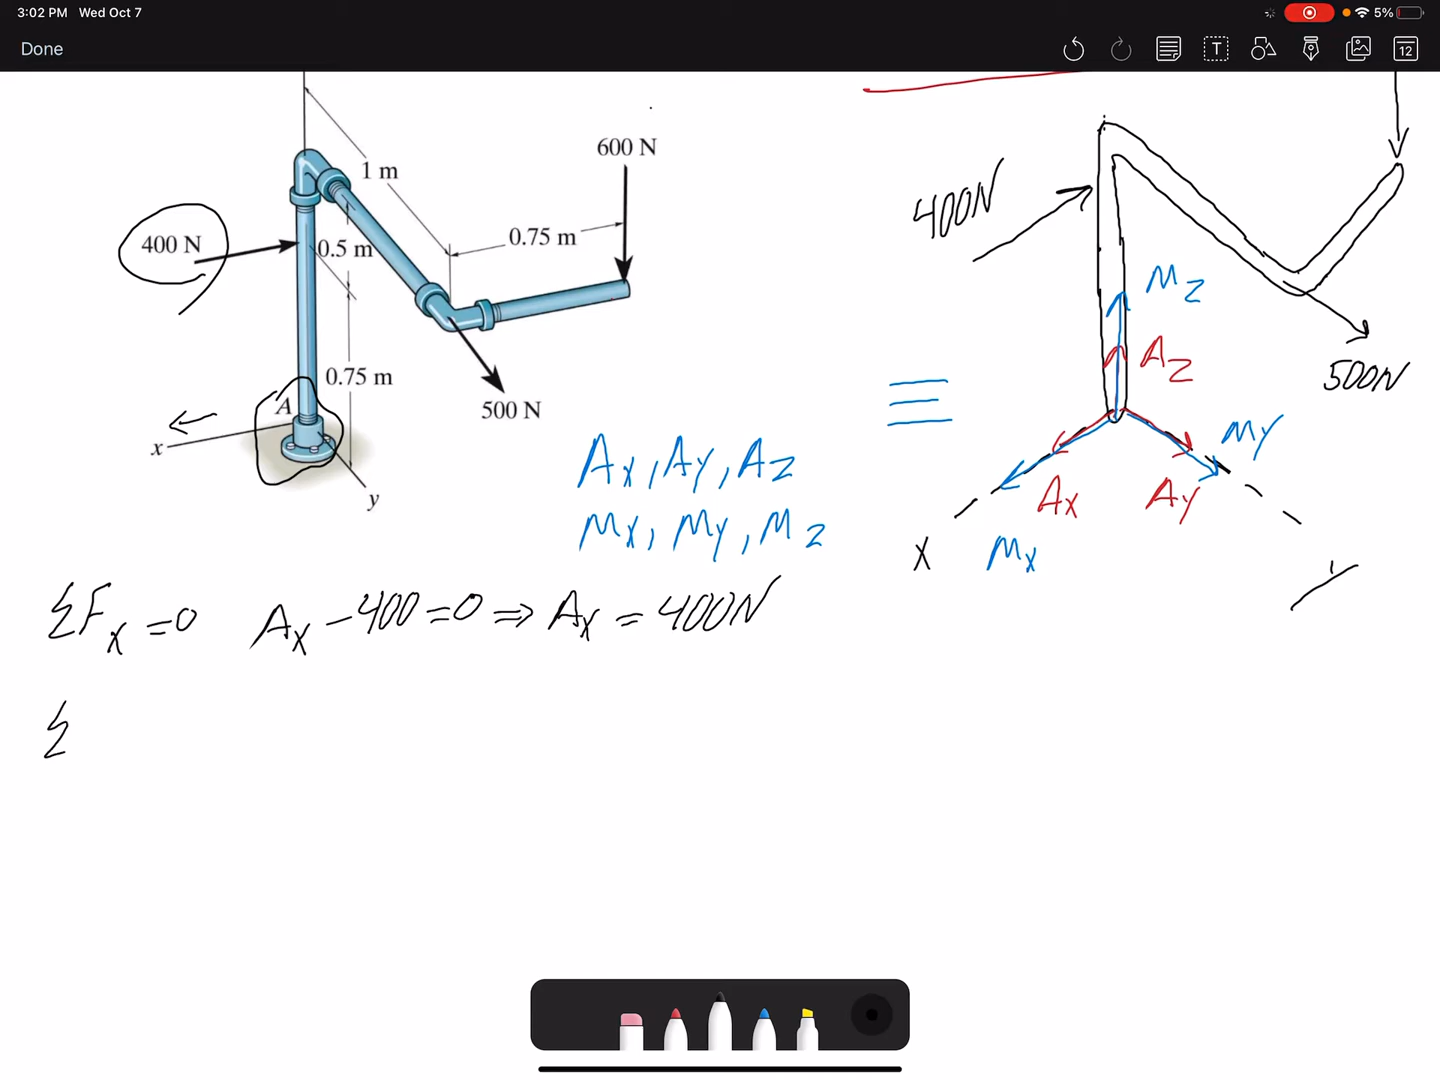 3:02 PM Wed Oct 7
5%
Done
T
12
1 m
600 N
400 N
0.5 m
0.75 m
0.75 m
A
x
y
500 N
400N
Mz
Az
500N
My
Ay
Ax
Mx
x
y
Ax, Ay, Az
Mx, My, Mz
ΣFx = 0 Ax - 400 = 0 ⇒ Ax = 400N
Σ